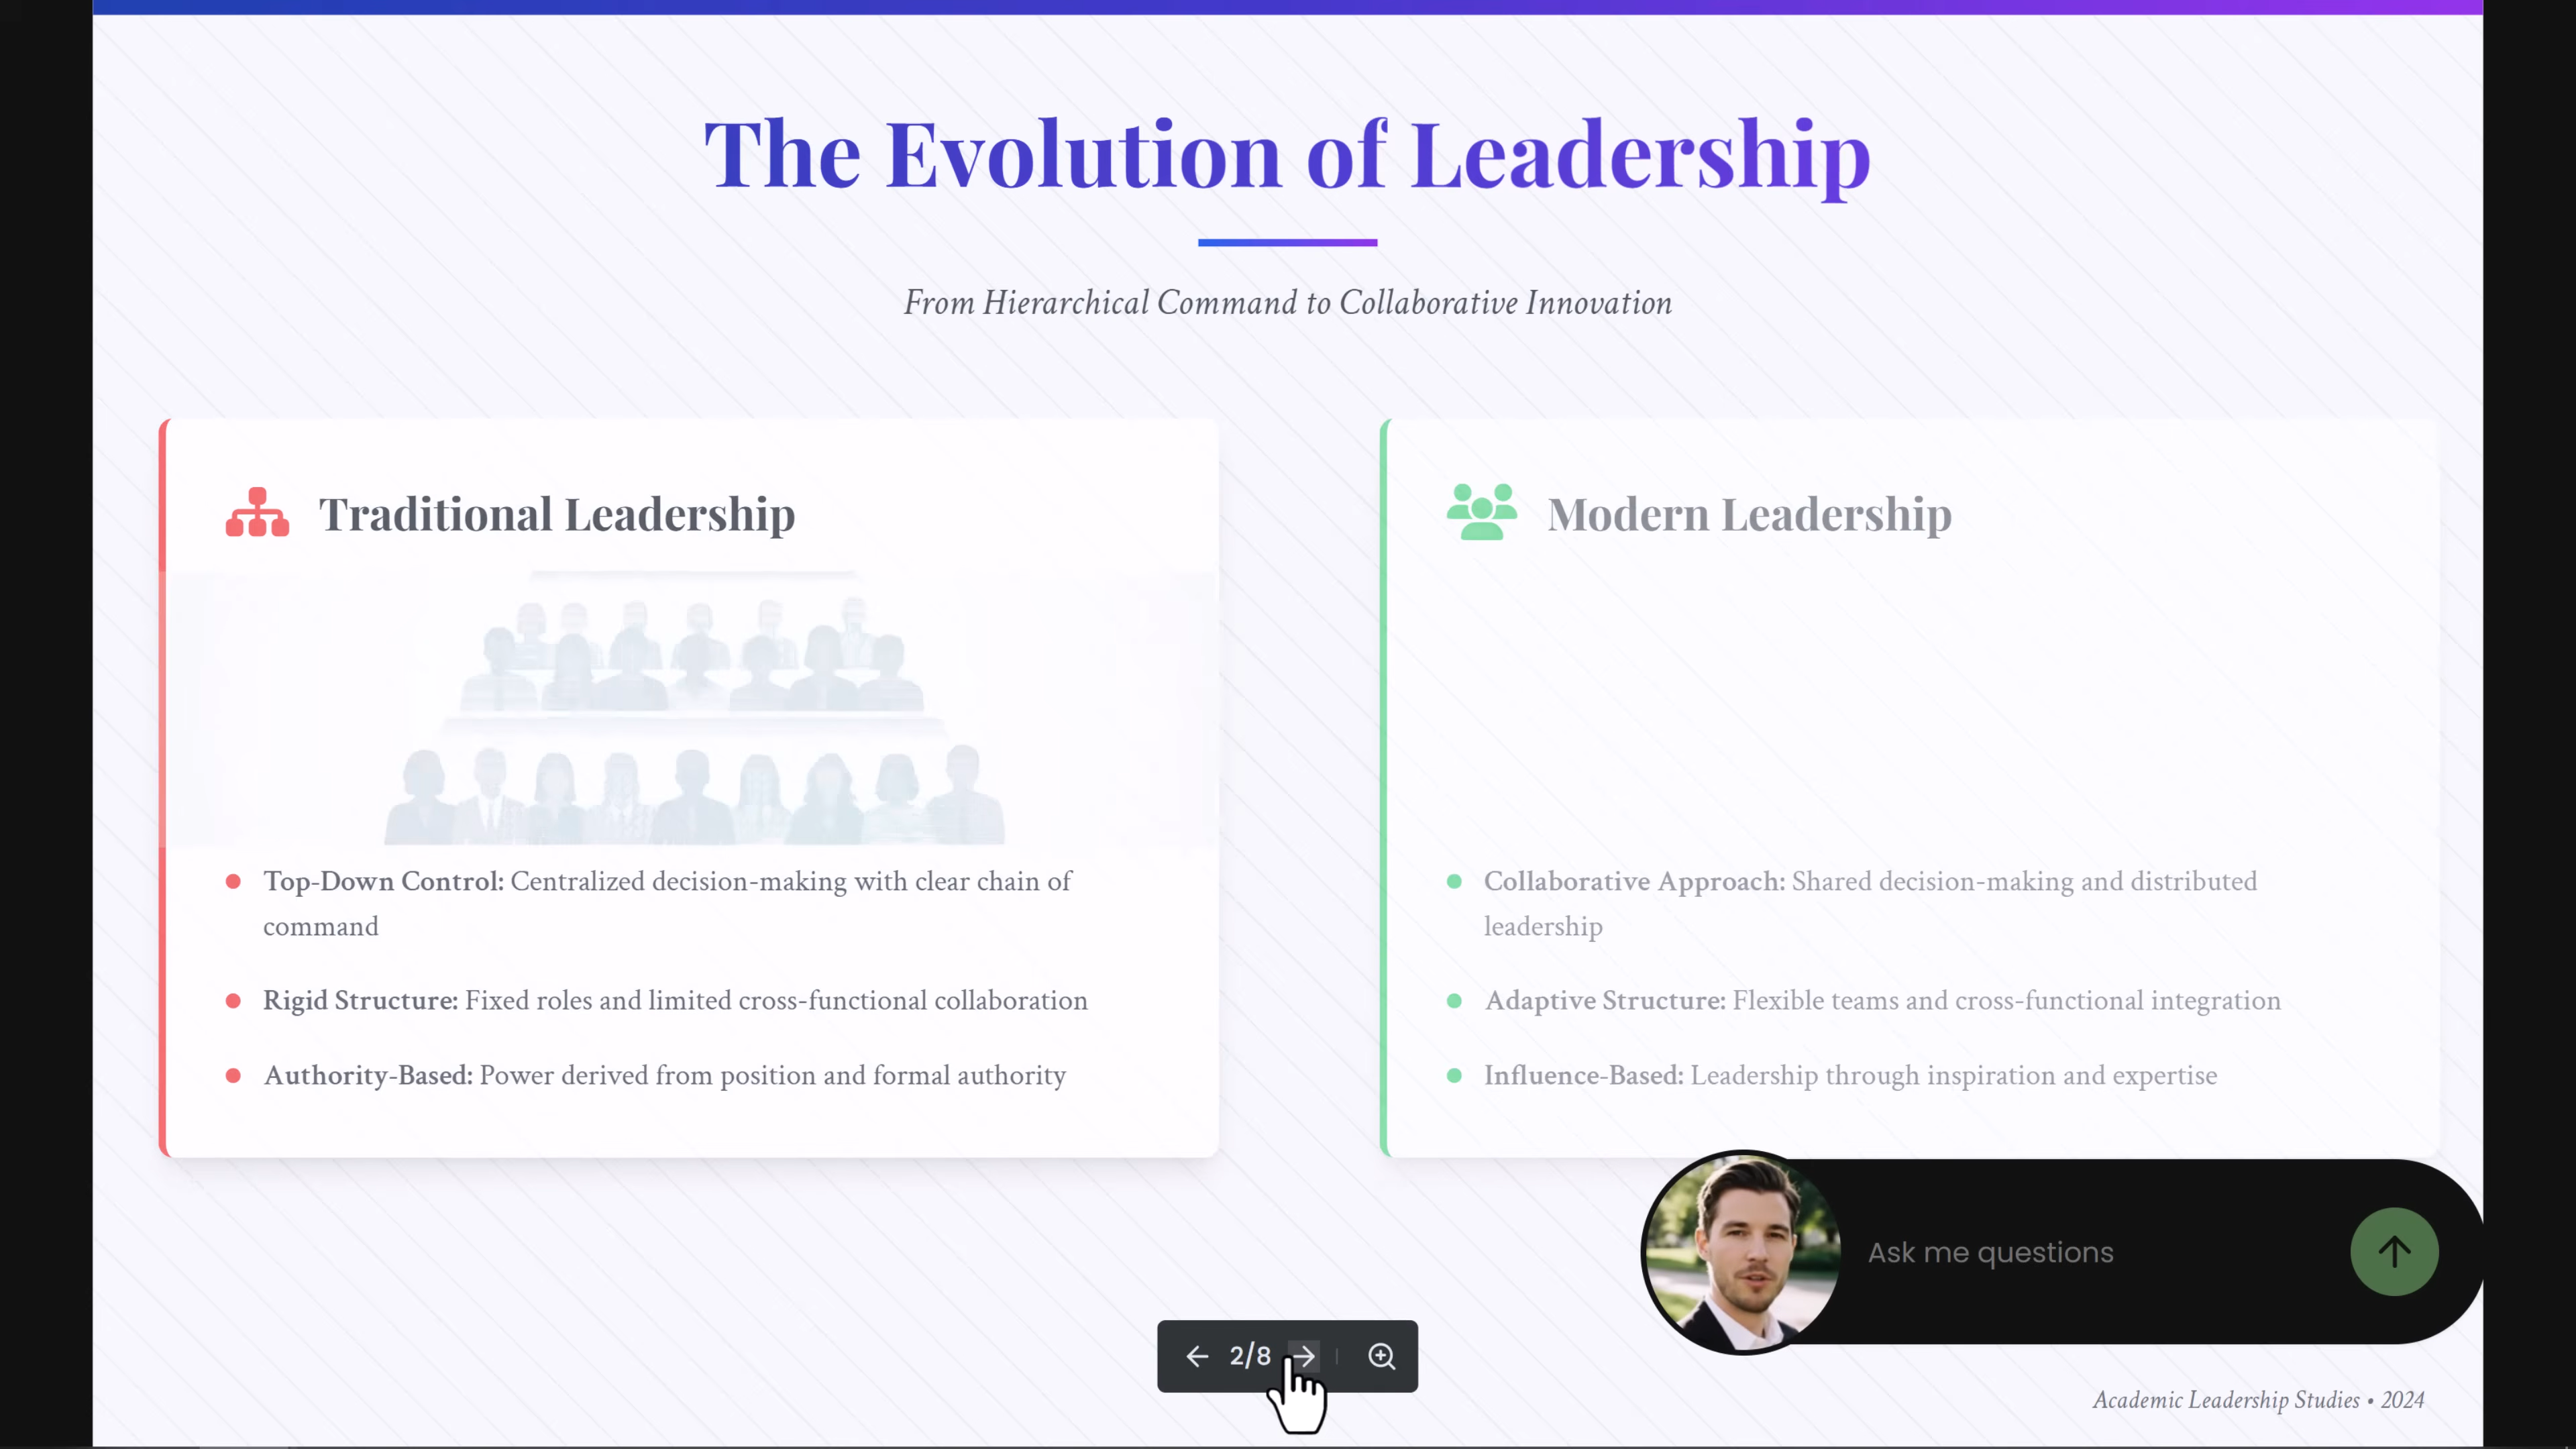 The Evolution of Leadership
From Hierarchical Command to Collaborative Innovation
Traditional Leadership
Top-Down Control: Centralized decision-making with clear chain of
command
Rigid Structure: Fixed roles and limited cross-functional collaboration
Authority-Based: Power derived from position and formal authority
Modern Leadership
Collaborative Approach: Shared decision-making and distributed
leadership
Adaptive Structure: Flexible teams and cross-functional integration
Influence-Based: Leadership through inspiration and expertise
Ask me questions
2/8
Academic Leadership Studies • 2024